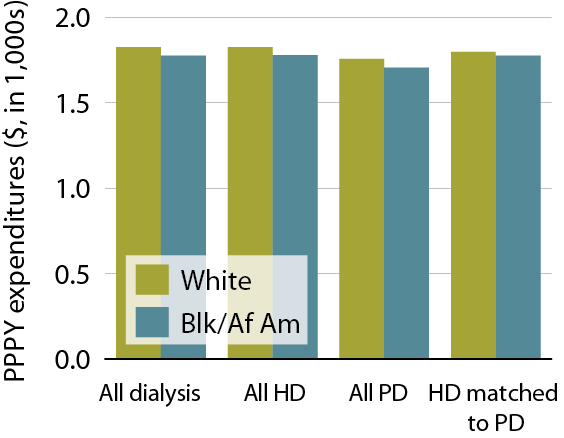 PPPY expenditures ($, in 1,000s)
2.0
1.5
1.0
0.5
0.0
White
Blk/Af Am
All dialysis
All HD
All PD
HD matched
to PD